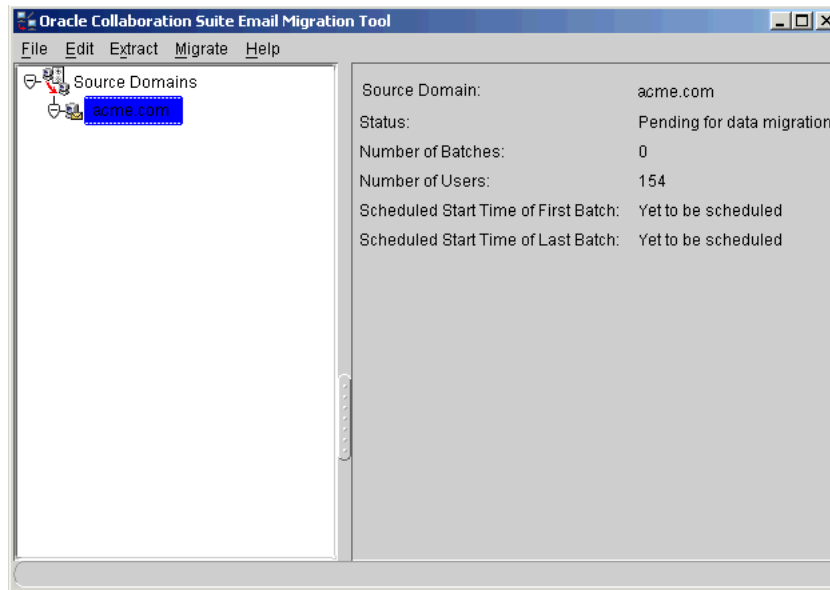 Oracle Collaboration Suite Email Migration Tool
File Edit Extract Migrate Help
Source Domains
acme.com
Source Domain: acme.com
Status: Pending for data migration
Number of Batches: 0
Number of Users: 154
Scheduled Start Time of First Batch: Yet to be scheduled
Scheduled Start Time of Last Batch: Yet to be scheduled